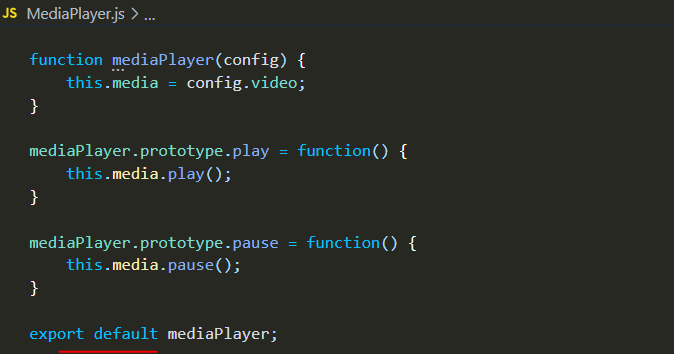 JS MediaPlayer.js > ...
function mediaPlayer(config) {
    this.media = config.video;
}
mediaPlayer.prototype.play = function() {
    this.media.play();
}
mediaPlayer.prototype.pause = function() {
    this.media.pause();
}
export default mediaPlayer;